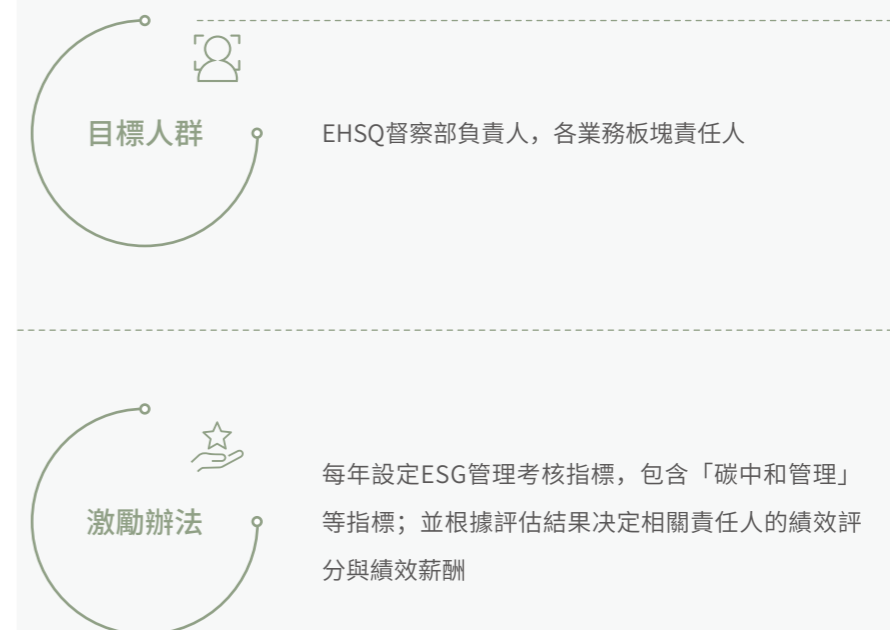 目標人群
EHSQ督察部負責人，各業務板塊責任人
激勵辦法
每年設定ESG管理考核指標，包含「碳中和管理」
等指標；並根據評估結果決定相關責任人的績效評
分與績效薪酬